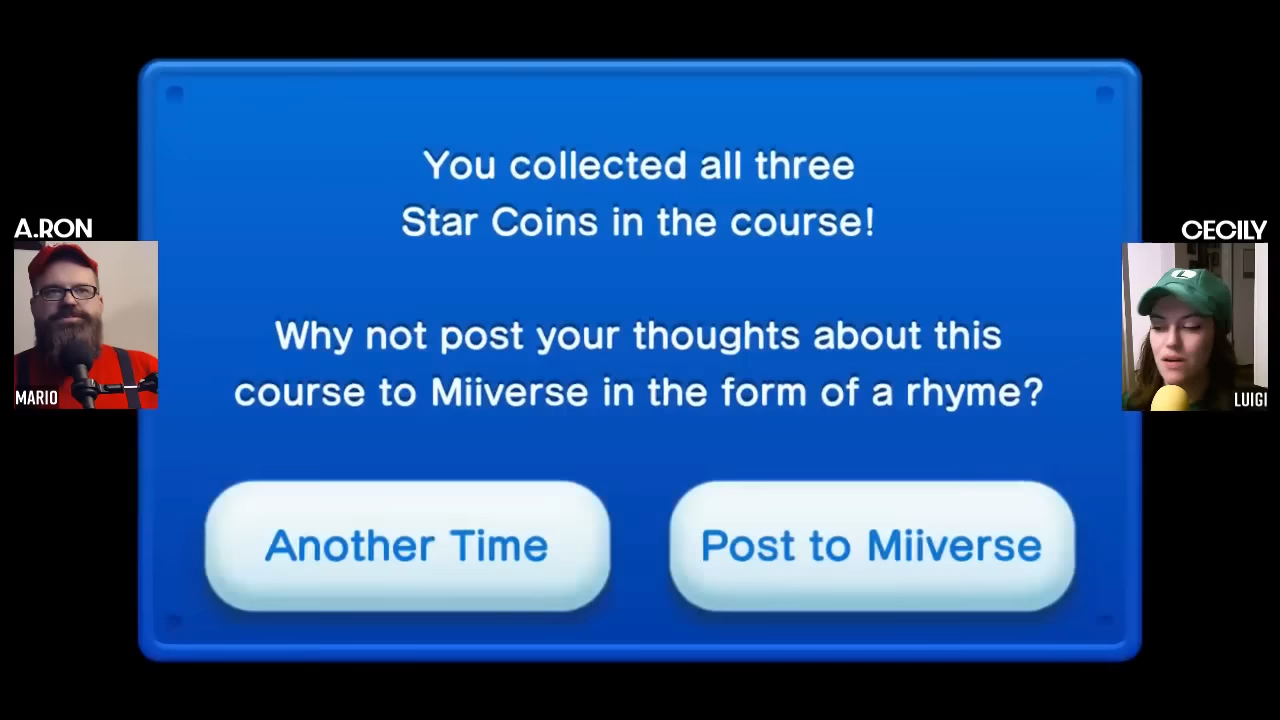 You collected all three
Star Coins in the course!
A.RON
CECILY
Why not post your thoughts about this
course to Miiverse in the form of a rhyme?
MARIO
L
LUIGI
Another Time
Post to Miiverse